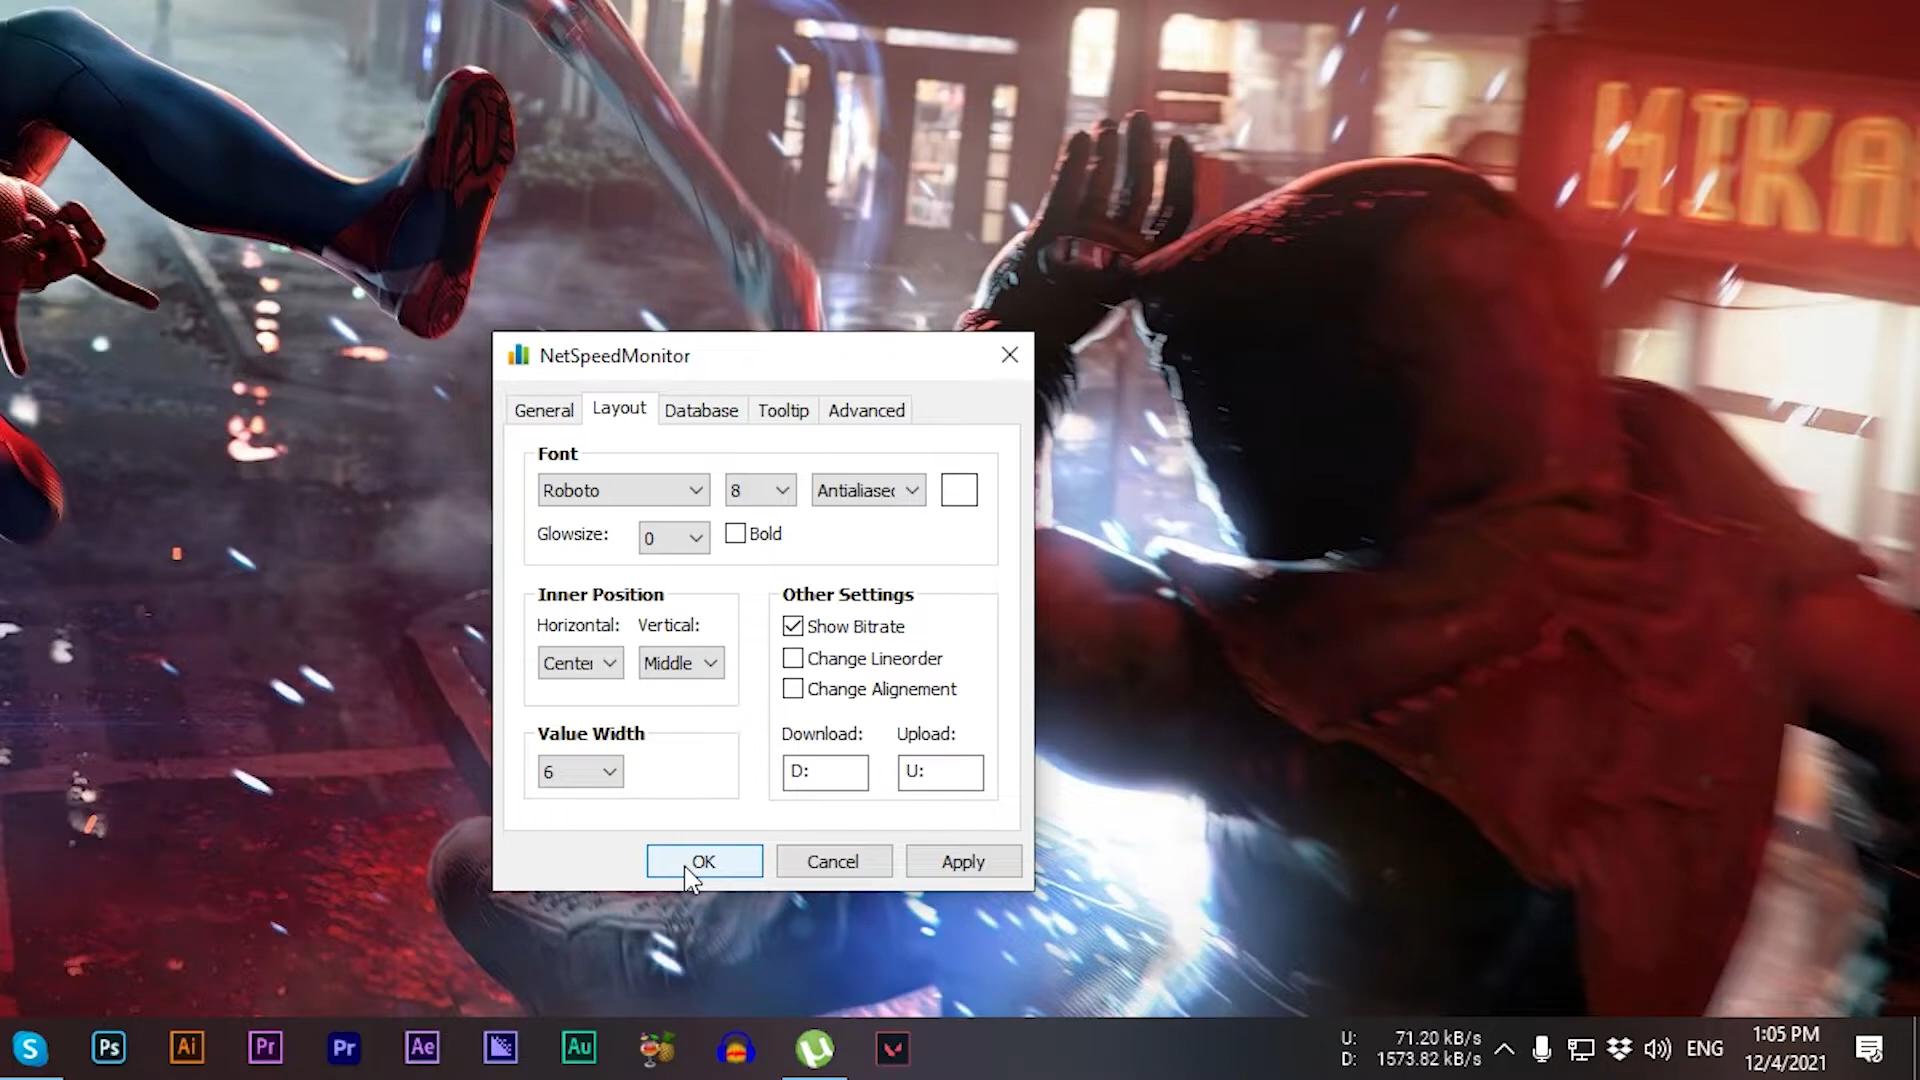 MIKAS
NetSpeedMonitor
General Layout Database Tooltip Advanced
Font
Roboto 8 Antialiased
Glowsize: 0 Bold
Inner Position
Horizontal: Vertical:
Center Middle
Other Settings
Show Bitrate
Change Lineorder
Change Alignement
Value Width
6
Download: Upload:
D: U:
OK Cancel Apply
S Ps Ai Pr Pr Ae Au
U: 71.20 kB/s
D: 1573.82 kB/s
ENG
1:05 PM
12/4/2021